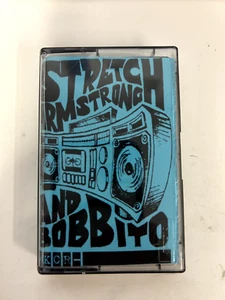 STRETCH
ARMSTRONG
AND
BOBBITO